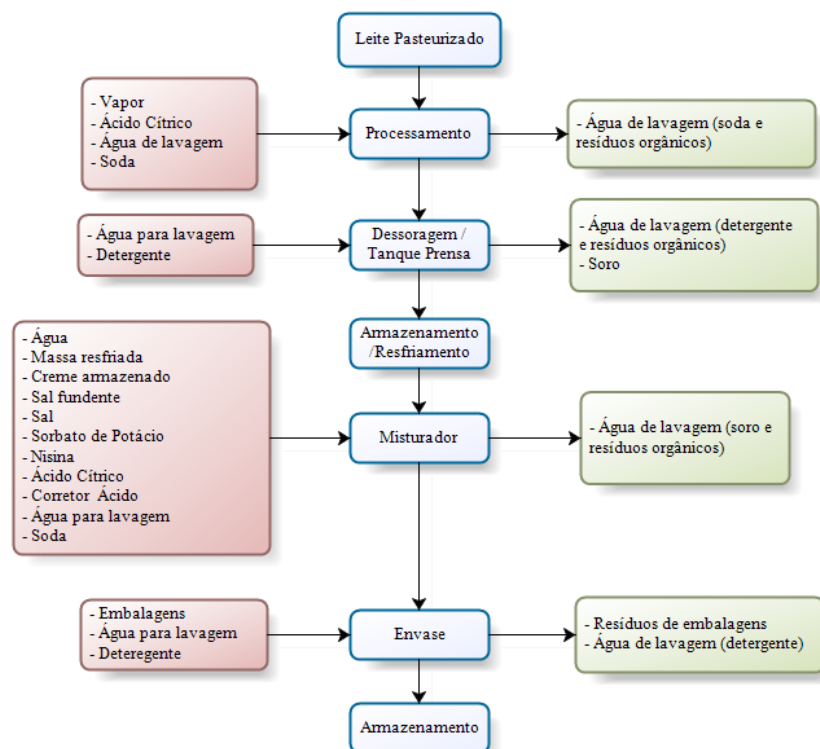 Leite Pasteurizado
- Vapor
- Ácido Cítrico
- Água de lavagem
- Soda
Processamento
- Água de lavagem (soda e
resíduos orgânicos)
- Água para lavagem
- Detergente
Dessoragem /
Tanque Prensa
- Água de lavagem (detergente
e resíduos orgânicos)
- Soro
Armazenamento
/Resfriamento
- Água
- Massa resfriada
- Creme armazenado
- Sal fundente
- Sal
- Sorbato de Potácio
- Nisina
- Ácido Cítrico
- Corretor Ácido
- Água para lavagem
- Soda
Misturador
- Água de lavagem (soro e
resíduos orgânicos)
- Embalagens
- Água para lavagem
- Deteregente
Envase
- Resíduos de embalagens
- Água de lavagem (detergente)
Armazenamento